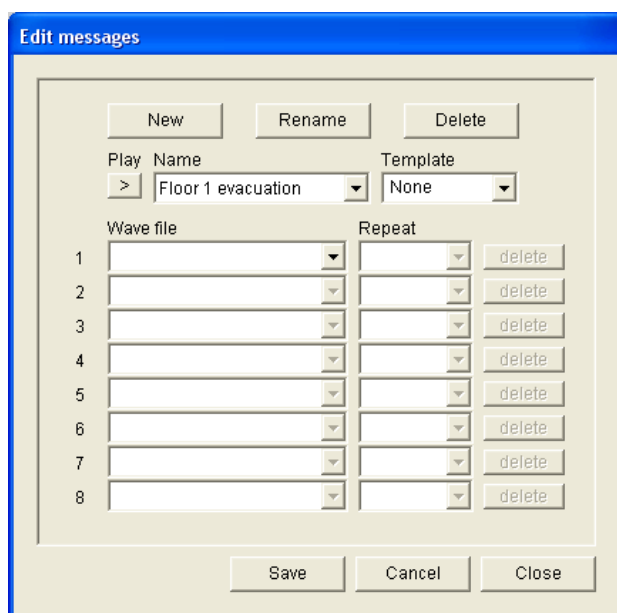 Edit messages
New Rename Delete
Play Name Template
> Floor 1 evacuation None
Wave file Repeat
1 delete
2 delete
3 delete
4 delete
5 delete
6 delete
7 delete
8 delete
Save Cancel Close